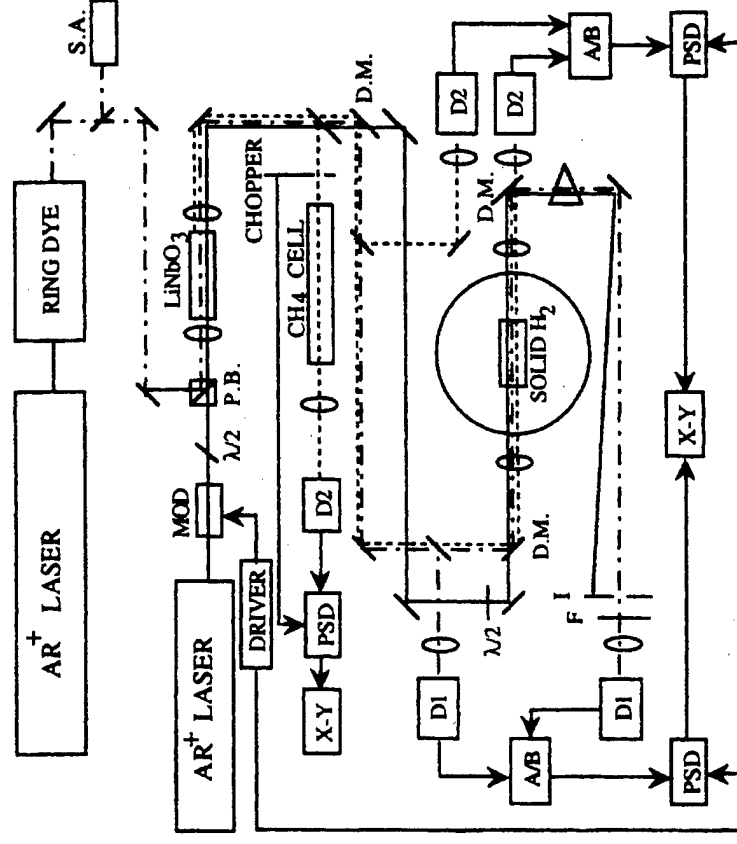 AR+ LASER
RING DYE
S.A.
AR+ LASER
MOD
λ/2
P.B.
LiNbO3
DRIVER
CHOPPER
X-Y
PSD
D2
CH4 CELL
D.M.
D1
λ/2
D.M.
SOLID H2
D.M.
D2
D2
A/B
A/B
D1
F
I
PSD
X-Y
PSD